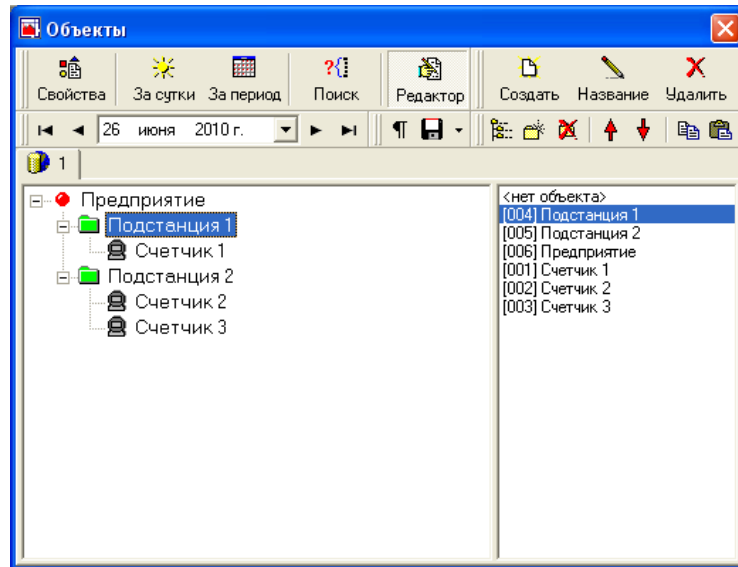 Объекты
Свойства За сутки За период Поиск Редактор Создать Название Удалить
26 июня 2010 г.
1
Предприятие
Подстанция 1
Счетчик 1
Подстанция 2
Счетчик 2
Счетчик 3
<нет объекта>
[004] Подстанция 1
[005] Подстанция 2
[006] Предприятие
[001] Счетчик 1
[002] Счетчик 2
[003] Счетчик 3